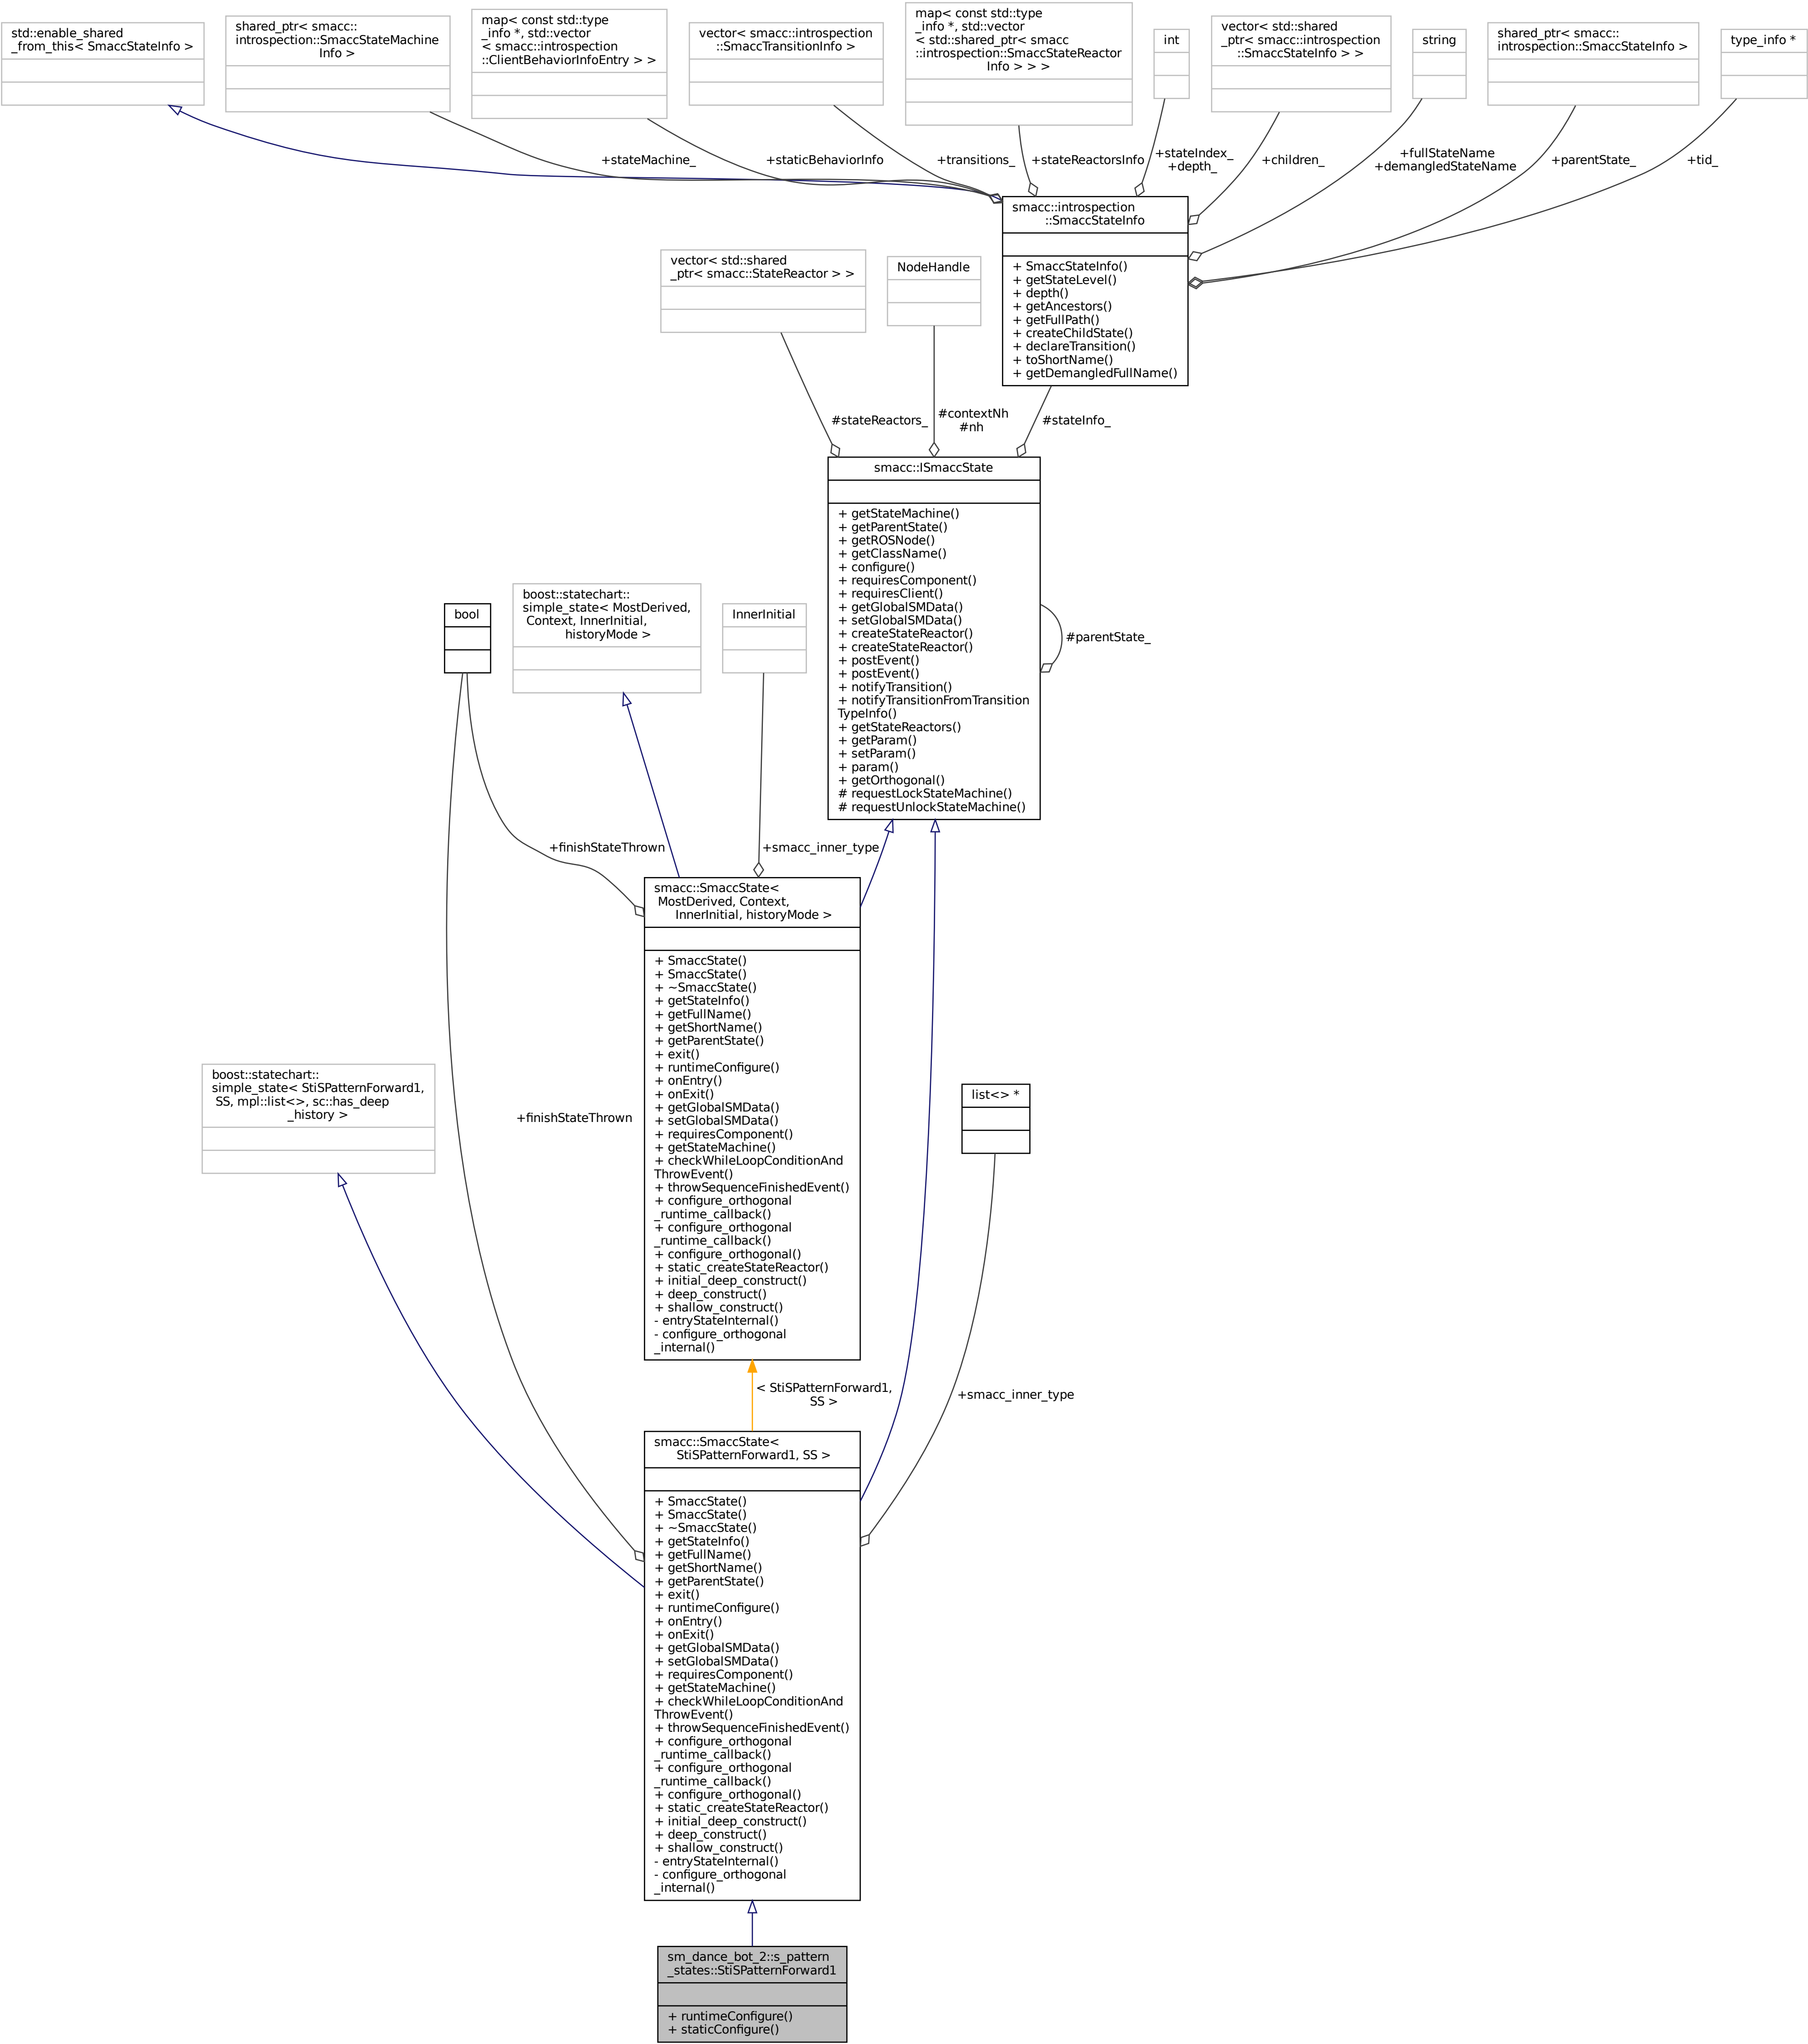 std::enable_shared
_from_this< SmaccStateInfo >
shared_ptr< smacc::
introspection::SmaccStateMachine
Info >
map< const std::type
_info *, std::vector
< smacc::introspection
::ClientBehaviorInfoEntry > >
vector< smacc::introspection
::SmaccTransitionInfo >
map< const std::type
_info *, std::vector
< std::shared_ptr< smacc
::introspection::SmaccStateReactor
Info > > >
int
vector< std::shared
_ptr< smacc::introspection
::SmaccStateInfo > >
string
shared_ptr< smacc::
introspection::SmaccStateInfo >
type_info *
+stateMachine_
+staticBehaviorInfo
+transitions_
+stateReactorsInfo
+stateIndex_
+depth_
+children_
+fullStateName
+demangledStateName
+parentState_
+tid_
smacc::introspection
::SmaccStateInfo
+ SmaccStateInfo()
+ getStateLevel()
+ depth()
+ getAncestors()
+ getFullPath()
+ createChildState()
+ declareTransition()
+ toShortName()
+ getDemangledFullName()
vector< std::shared
_ptr< smacc::StateReactor > >
NodeHandle
#stateReactors_
#contextNh
#nh
#stateInfo_
smacc::ISmaccState
+ getStateMachine()
+ getParentState()
+ getROSNode()
+ getClassName()
+ configure()
+ requiresComponent()
+ requiresClient()
+ getGlobalSMData()
+ setGlobalSMData()
+ createStateReactor()
+ createStateReactor()
+ postEvent()
+ postEvent()
+ notifyTransition()
+ notifyTransitionFromTransition
TypeInfo()
+ getStateReactors()
+ getParam()
+ setParam()
+ param()
+ getOrthogonal()
# requestLockStateMachine()
# requestUnlockStateMachine()
#parentState_
bool
boost::statechart::
simple_state< MostDerived,
Context, InnerInitial,
historyMode >
InnerInitial
+finishStateThrown
+smacc_inner_type
smacc::SmaccState<
MostDerived, Context,
InnerInitial, historyMode >
+ SmaccState()
+ SmaccState()
+ ~SmaccState()
+ getStateInfo()
+ getFullName()
+ getShortName()
+ getParentState()
+ exit()
+ runtimeConfigure()
+ onEntry()
+ onExit()
+ getGlobalSMData()
+ setGlobalSMData()
+ requiresComponent()
+ getStateMachine()
+ checkWhileLoopConditionAnd
ThrowEvent()
+ throwSequenceFinishedEvent()
+ configure_orthogonal
_runtime_callback()
+ configure_orthogonal
_runtime_callback()
+ configure_orthogonal()
+ static_createStateReactor()
+ initial_deep_construct()
+ deep_construct()
+ shallow_construct()
- entryStateInternal()
- configure_orthogonal
_internal()
boost::statechart::
simple_state< StiSPatternForward1,
SS, mpl::list<>, sc::has_deep
_history >
+finishStateThrown
list<> *
< StiSPatternForward1,
SS >
+smacc_inner_type
smacc::SmaccState<
StiSPatternForward1, SS >
+ SmaccState()
+ SmaccState()
+ ~SmaccState()
+ getStateInfo()
+ getFullName()
+ getShortName()
+ getParentState()
+ exit()
+ runtimeConfigure()
+ onEntry()
+ onExit()
+ getGlobalSMData()
+ setGlobalSMData()
+ requiresComponent()
+ getStateMachine()
+ checkWhileLoopConditionAnd
ThrowEvent()
+ throwSequenceFinishedEvent()
+ configure_orthogonal
_runtime_callback()
+ configure_orthogonal
_runtime_callback()
+ configure_orthogonal()
+ static_createStateReactor()
+ initial_deep_construct()
+ deep_construct()
+ shallow_construct()
- entryStateInternal()
- configure_orthogonal
_internal()
sm_dance_bot_2::s_pattern
_states::StiSPatternForward1
+ runtimeConfigure()
+ staticConfigure()